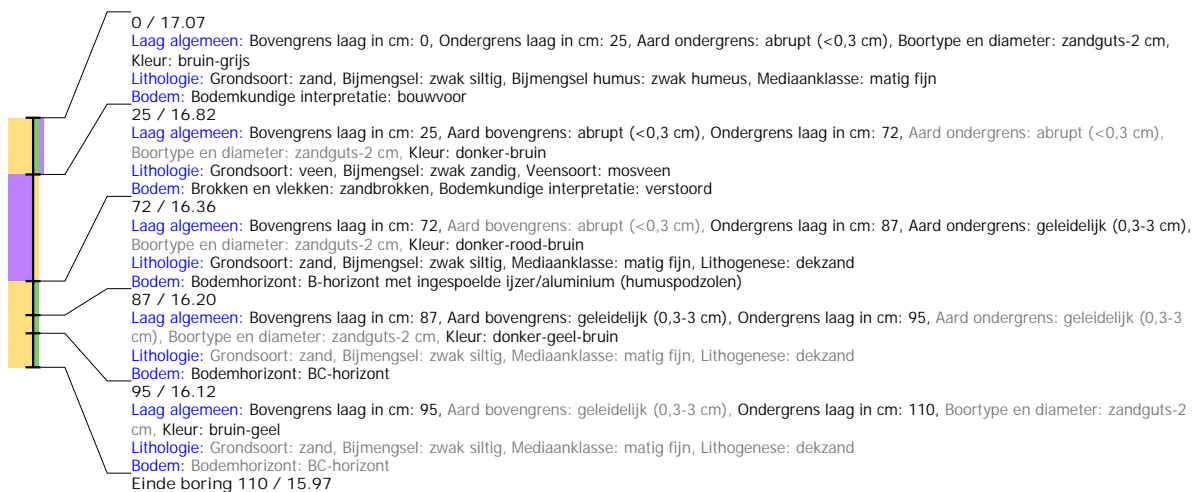 0 / 17.07
Laag algemeen: Bovengrens laag in cm: 0, Ondergrens laag in cm: 25, Aard ondergrens: abrupt (<0,3 cm), Boortype en diameter: zandguts-2 cm,
Kleur: bruin-grijs
Lithologie: Grondsoort: zand, Bijmengsel: zwak siltig, Bijmengsel humus: zwak humeus, Mediaanklasse: matig fijn
Bodem: Bodemkundige interpretatie: bouwvoor
25 / 16.82
Laag algemeen: Bovengrens laag in cm: 25, Aard bovengrens: abrupt (<0,3 cm), Ondergrens laag in cm: 72, Aard ondergrens: abrupt (<0,3 cm),
Boortype en diameter: zandguts-2 cm, Kleur: donker-bruin
Lithologie: Grondsoort: veen, Bijmengsel: zwak zandig, Veensoort: mosveen
Bodem: Brokken en vlekken: zandbrokken, Bodemkundige interpretatie: verstoord
72 / 16.36
Laag algemeen: Bovengrens laag in cm: 72, Aard bovengrens: abrupt (<0,3 cm), Ondergrens laag in cm: 87, Aard ondergrens: geleidelijk (0,3-3 cm),
Boortype en diameter: zandguts-2 cm, Kleur: donker-rood-bruin
Lithologie: Grondsoort: zand, Bijmengsel: zwak siltig, Mediaanklasse: matig fijn, Lithogenese: dekzand
Bodem: Bodemhorizont: B-horizont met ingespoelde ijzer/aluminium (humuspodzolen)
87 / 16.20
Laag algemeen: Bovengrens laag in cm: 87, Aard bovengrens: geleidelijk (0,3-3 cm), Ondergrens laag in cm: 95, Aard ondergrens: geleidelijk (0,3-3
cm), Boortype en diameter: zandguts-2 cm, Kleur: donker-geel-bruin
Lithologie: Grondsoort: zand, Bijmengsel: zwak siltig, Mediaanklasse: matig fijn, Lithogenese: dekzand
Bodem: Bodemhorizont: BC-horizont
95 / 16.12
Laag algemeen: Bovengrens laag in cm: 95, Aard bovengrens: geleidelijk (0,3-3 cm), Ondergrens laag in cm: 110, Boortype en diameter: zandguts-2
cm, Kleur: bruin-geel
Lithologie: Grondsoort: zand, Bijmengsel: zwak siltig, Mediaanklasse: matig fijn, Lithogenese: dekzand
Bodem: Bodemhorizont: BC-horizont
Einde boring 110 / 15.97